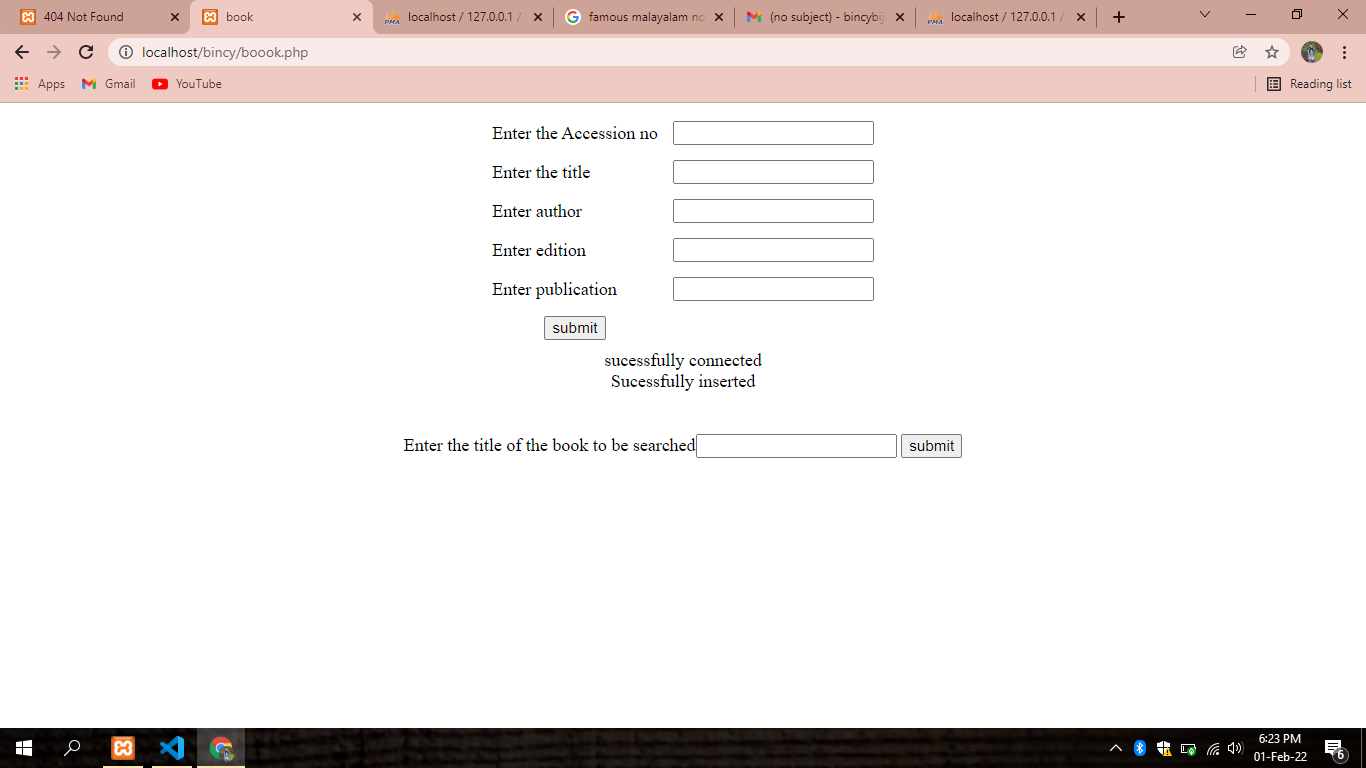 404 Not Found
book
localhost / 127.0.0.1 /
famous malayalam no
(no subject) - bincybij
localhost / 127.0.0.1 /
localhost/bincy/boook.php
Apps
Gmail
YouTube
Reading list
Enter the Accession no
Enter the title
Enter author
Enter edition
Enter publication
submit
sucessfully connected
Sucessfully inserted
Enter the title of the book to be searched
submit
6:23 PM
01-Feb-22
6